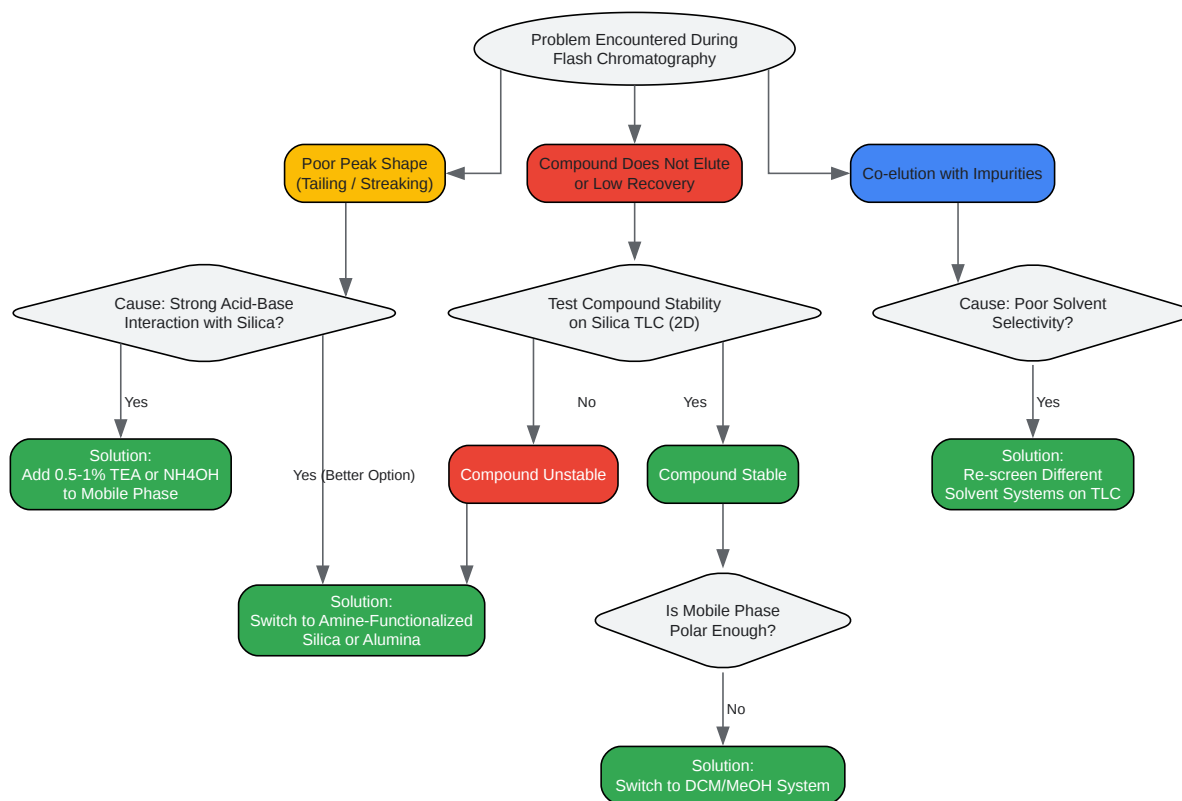 Problem Encountered During
Flash Chromatography
Poor Peak Shape
(Tailing / Streaking)
Compound Does Not Elute
or Low Recovery
Co-elution with Impurities
Cause: Strong Acid-Base
Interaction with Silica?
Test Compound Stability
on Silica TLC (2D)
Cause: Poor Solvent
Selectivity?
Yes
No
Yes
Yes
Solution:
Add 0.5-1% TEA or NH4OH
to Mobile Phase
Yes (Better Option)
Compound Unstable
Compound Stable
Solution:
Re-screen Different
Solvent Systems on TLC
Solution:
Switch to Amine-Functionalized
Silica or Alumina
Is Mobile Phase
Polar Enough?
No
Solution:
Switch to DCM/MeOH System